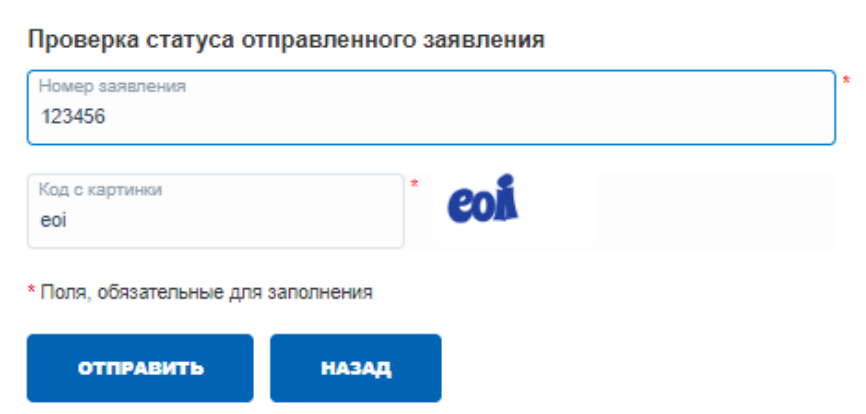 Проверка статуса отправленного заявления
Номер заявления *
123456
Код с картинки *
eoi
eoi
* Поля, обязательные для заполнения
ОТПРАВИТЬ НАЗАД